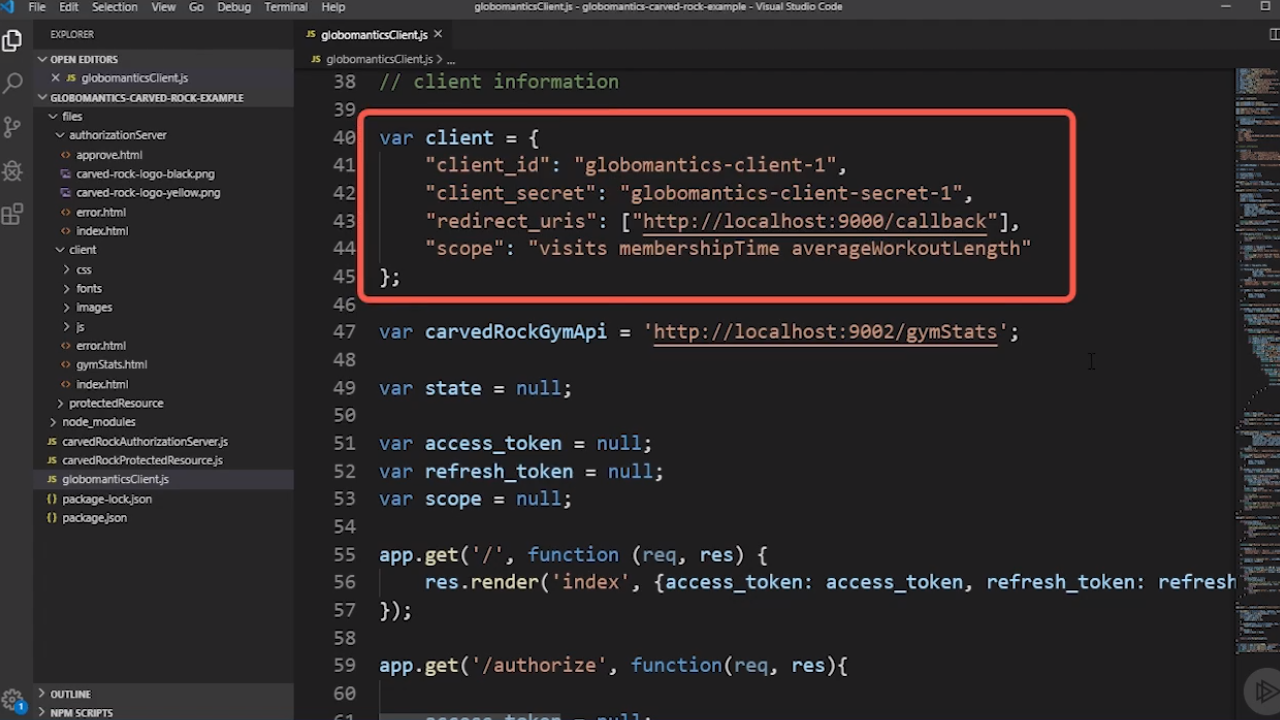 File Edit Selection View Go Debug Terminal Help globomanticsClient.js - globomantics-carved-rock-example - Visual Studio Code
EXPLORER
OPEN EDITORS
JS globomanticsClient.js
GLOBOMANTICS-CARVED-ROCK-EXAMPLE
files
authorizationServer
approve.html
carved-rock-logo-black.png
carved-rock-logo-yellow.png
error.html
index.html
client
css
fonts
images
js
error.html
gymStats.html
index.html
protectedResource
node_modules
JS carvedRockAuthorizationServer.js
JS carvedRockProtectedResource.js
JS globomanticsClient.js
{} package-lock.json
{} package.json
OUTLINE
NPM SCRIPTS
1
JS globomanticsClient.js
JS globomanticsClient.js > ...
38 // client information
39
40 var client = {
41 "client_id": "globomantics-client-1",
42 "client_secret": "globomantics-client-secret-1",
43 "redirect_uris": ["http://localhost:9000/callback"],
44 "scope": "visits membershipTime averageWorkoutLength"
45 };
46
47 var carvedRockGymApi = 'http://localhost:9002/gymStats';
48
49 var state = null;
50
51 var access_token = null;
52 var refresh_token = null;
53 var scope = null;
54
55 app.get('/', function (req, res) {
56 res.render('index', {access_token: access_token, refresh_token: refresh
57 });
58
59 app.get('/authorize', function(req, res){
60
61 access_token = null;